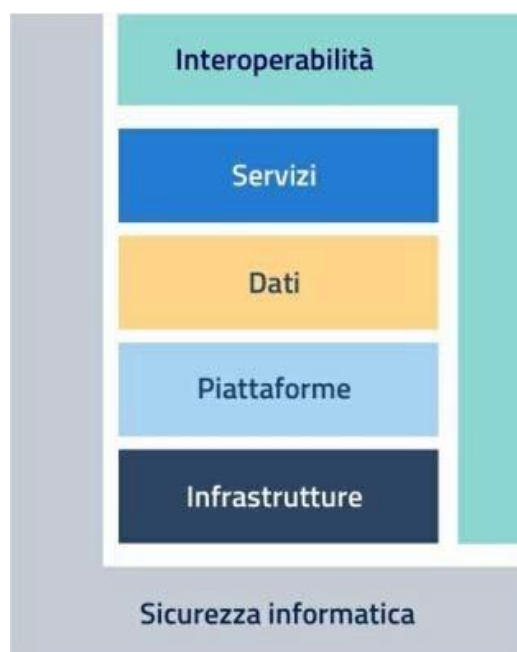 Interoperabilità
Servizi
Dati
Piattaforme
Infrastrutture
Sicurezza informatica